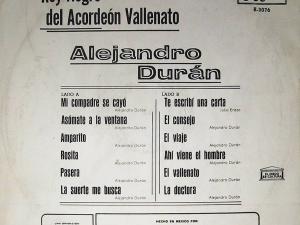 Rey Negro
del Acordeón Vallenato
R-3076
Alejandro
Durán
LADO A
Mi compadre se cayó
Alejandro Durán
Asómate a la ventana
Alejandro Durán
Amparito
Alejandro Durán
Rosita
Alejandro Durán
Pasera
Alejandro Durán
La suerte me busca
Alejandro Durán
LADO B
Te escribí una carta
El consejo
Alejandro Durán
El viaje
Alejandro Durán
Ahí viene el hombre
Alejandro Durán
El vallenato
Alejandro Durán
La doctora
Alejandro Durán
HECHO EN MEXICO POR: